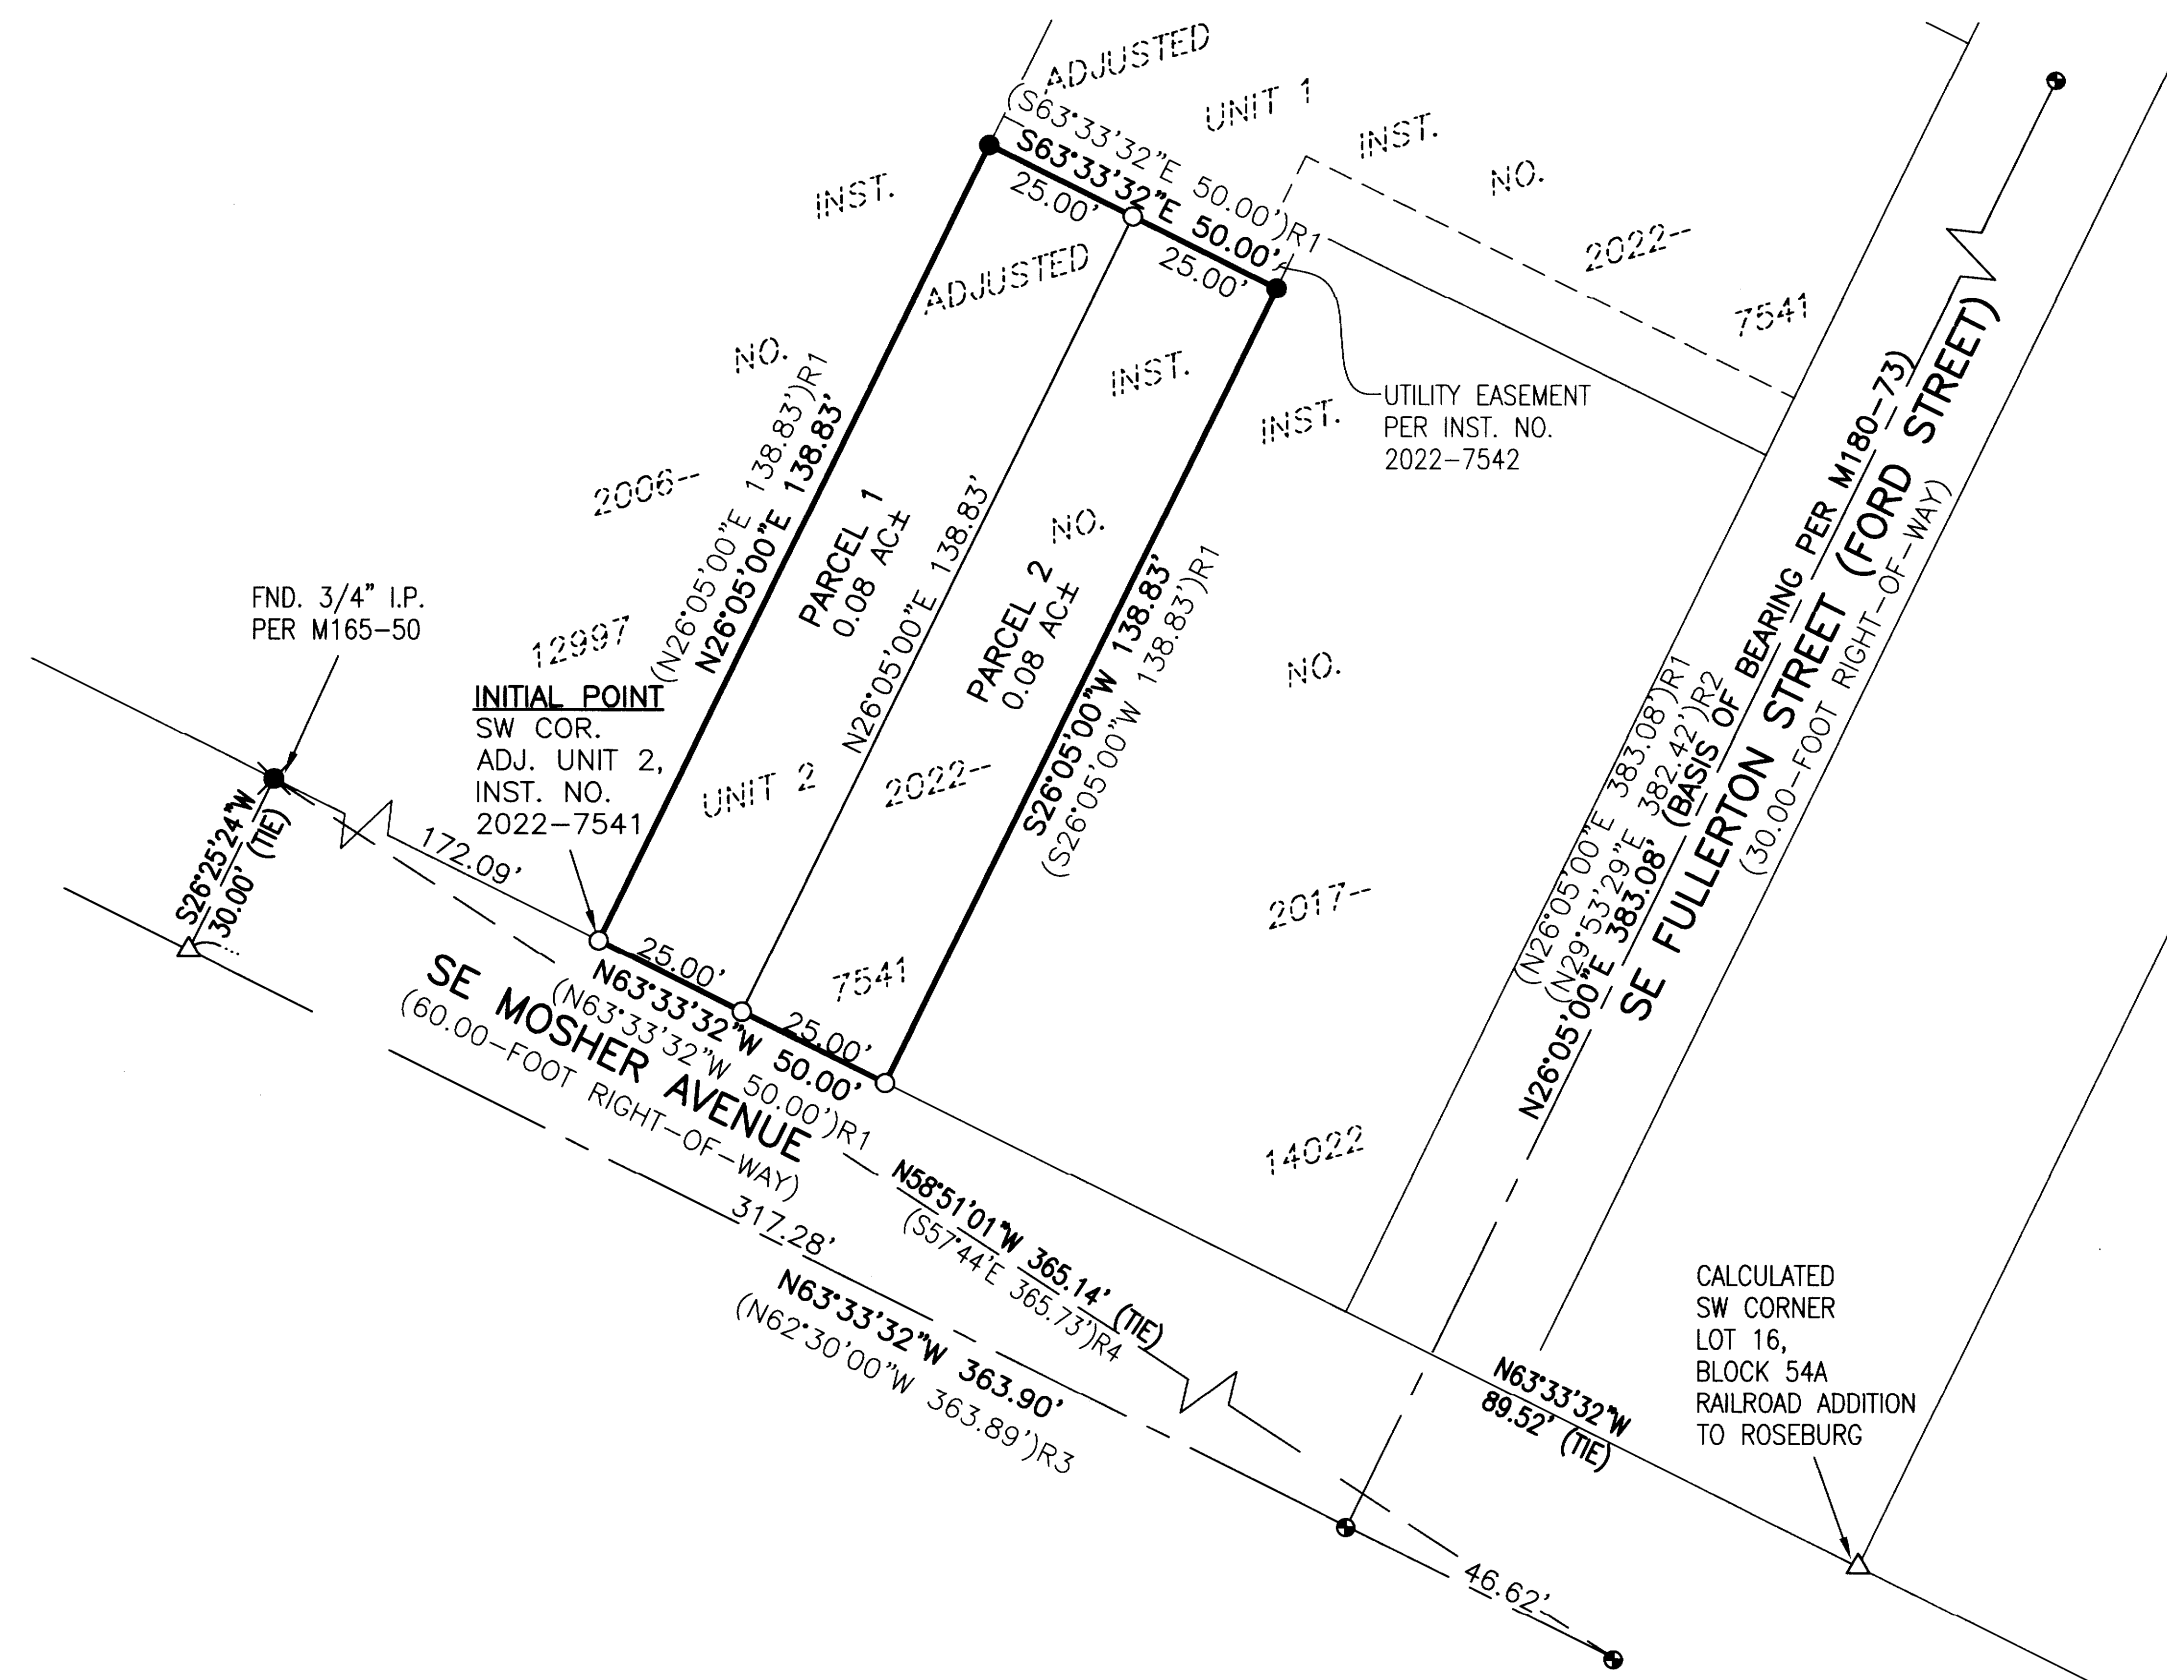 ADJUSTED
UNIT 1
INST.
NO.
2022-
7541
(S63°33'32"E 50.00')R1
S63°33'32"E 50.00'
25.00'
25.00'
INST.
NO.
2006-
12997
ADJUSTED
UNIT 2
INST.
NO.
2022-
7541
INST.
NO.
2017-
14022
UTILITY EASEMENT
PER INST. NO.
2022-7542
(N26°05'00"E 138.83')R1
N26°05'00"E 138.83'
PARCEL 1
0.08 AC±
N26°05'00"E 138.83'
PARCEL 2
0.08 AC±
S26°05'00"W 138.83'
(S26°05'00"W 138.83')R1
FND. 3/4" I.P.
PER M165-50
INITIAL POINT
SW COR.
ADJ. UNIT 2,
INST. NO.
2022-7541
S26°25'24"W
30.00' (TIE)
172.09'
25.00'
25.00'
N63°33'32"W 50.00'
(N63°33'32"W 50.00')R1
SE MOSHER AVENUE
(60.00-FOOT RIGHT-OF-WAY)
317.28'
N58°51'01"W 365.14' (TIE)
(S57°44'E 365.73')R4
N63°33'32"W 363.90'
(N62°30'00"W 363.89')R3
46.62'
(N26°05'00"E 383.08')R1
(N29°53'29"E 382.42')R2
N26°05'00"E 383.08' (BASIS OF BEARING PER M180-73)
SE FULLERTON STREET (FORD STREET)
(30.00-FOOT RIGHT-OF-WAY)
N63°33'32"W
89.52' (TIE)
CALCULATED
SW CORNER
LOT 16,
BLOCK 54A
RAILROAD ADDITION
TO ROSEBURG